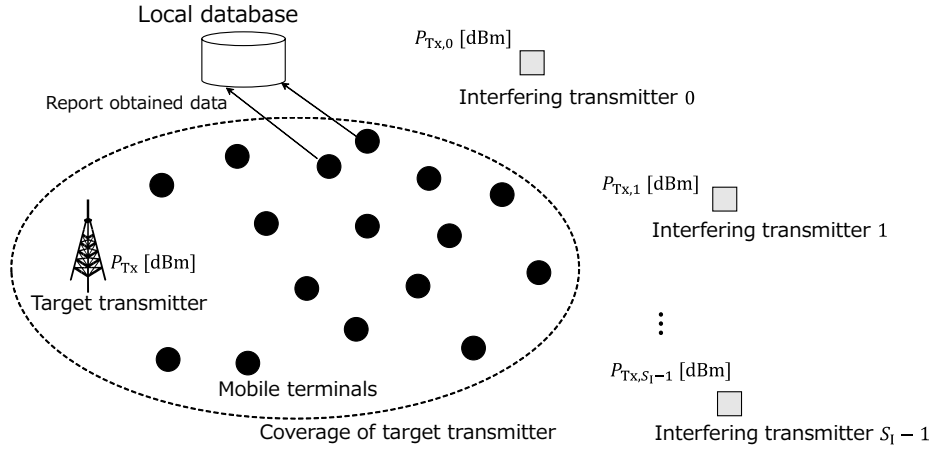 Local database
P_Tx,0 [dBm]
Interfering transmitter 0
Report obtained data
P_Tx,1 [dBm]
Interfering transmitter 1
P_Tx [dBm]
Target transmitter
⋮
P_Tx,S_I−1 [dBm]
Mobile terminals
Coverage of target transmitter
Interfering transmitter S_I − 1